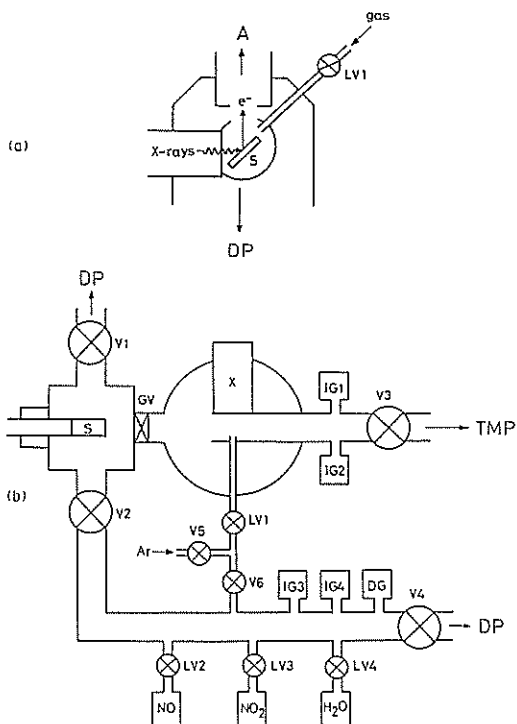 A
gas
LV1
e-
(a)
X-rays
S
DP
DP
V1
GV
X
IG1
V3
S
TMP
IG2
(b)
V2
LV1
V5
Ar
V6
IG3
IG4
DG
V4
DP
LV2
LV3
LV4
NO
NO2
H2O